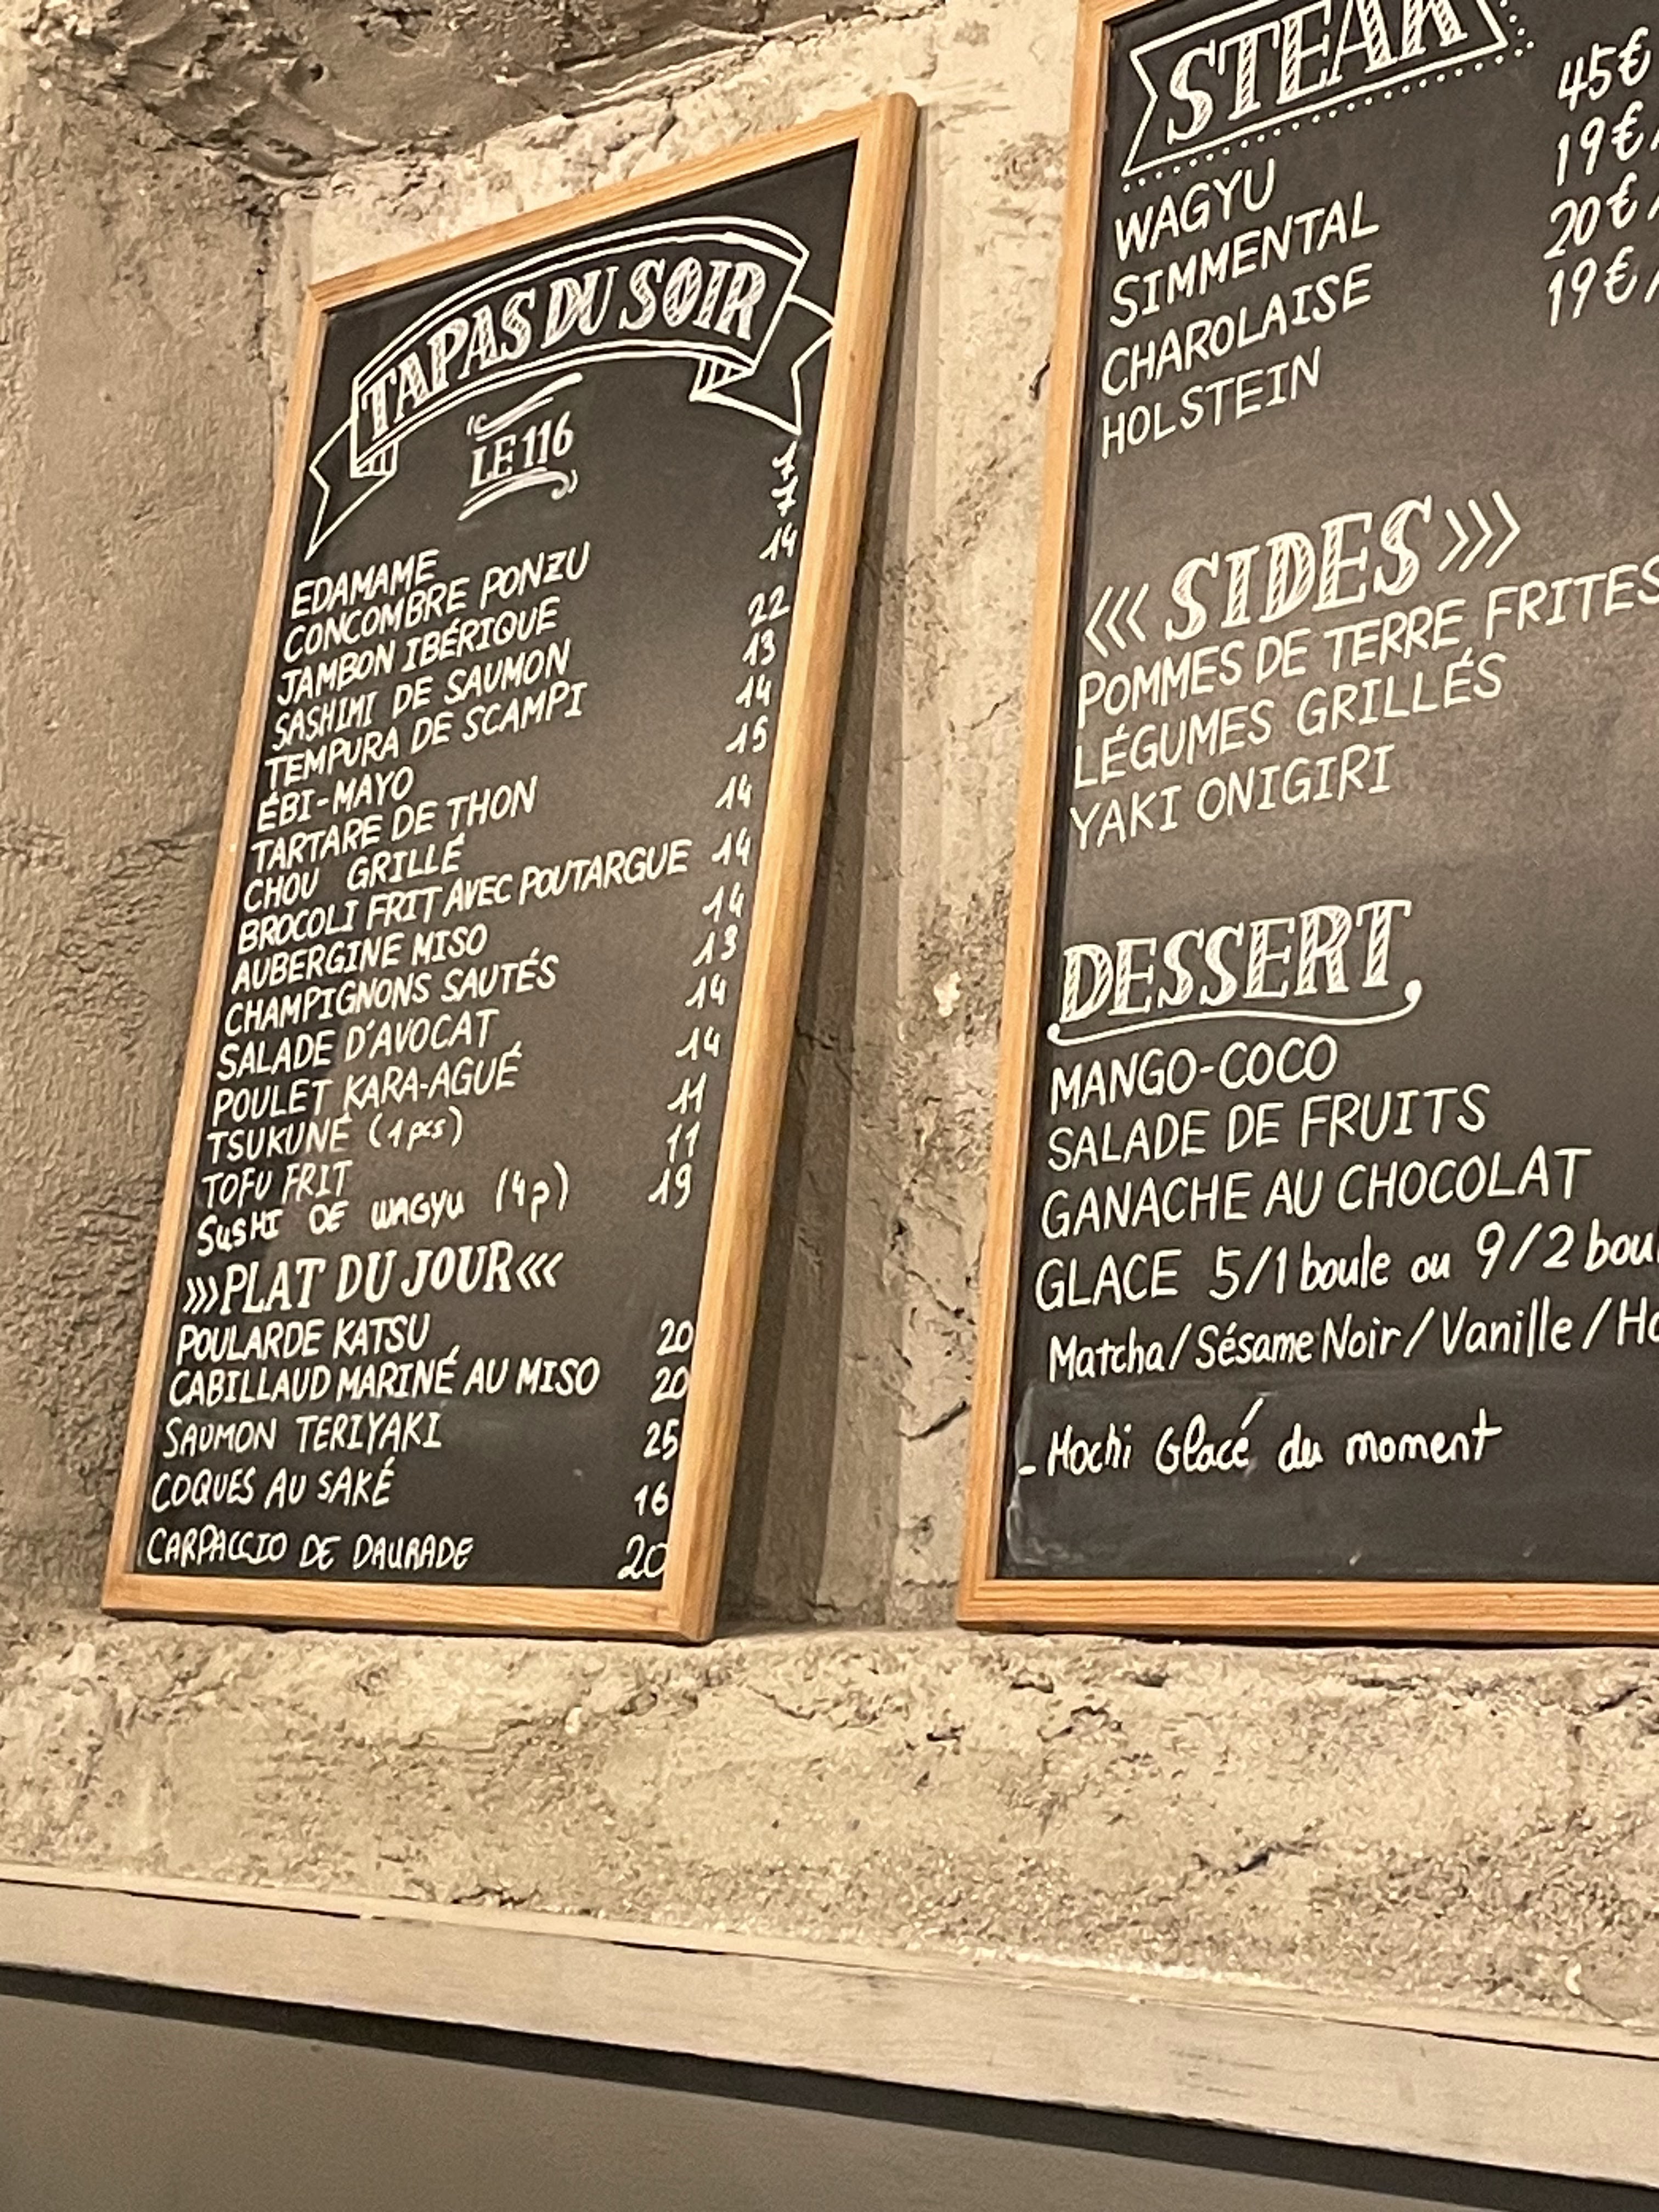 TAPAS DU SOIR
LE 116
EDAMAME 7
CONCOMBRE PONZU 7
JAMBON IBÉRIQUE 14
SASHIMI DE SAUMON 22
TEMPURA DE SCAMPI 13
ÉBI-MAYO 14
TARTARE DE THON 15
CHOU GRILLÉ 14
BROCOLI FRIT AVEC POUTARGUE 14
AUBERGINE MISO 14
CHAMPIGNONS SAUTÉS 13
SALADE D'AVOCAT 14
POULET KARA-AGUÉ 14
TSUKUNÉ (1 pcs) 11
TOFU FRIT 11
SUSHI DE WAGYU (4p) 19
>>> PLAT DU JOUR <<<
POULARDE KATSU 20
CABILLAUD MARINÉ AU MISO 20
SAUMON TERIYAKI 25
COQUES AU SAKÉ 16
CARPACCIO DE DAURADE 20
STEAK
WAGYU 45€
SIMMENTAL 19€/
CHAROLAISE 20€/
HOLSTEIN 19€/
<<< SIDES >>>
POMMES DE TERRE FRITES
LÉGUMES GRILLÉS
YAKI ONIGIRI
DESSERT
MANGO-COCO
SALADE DE FRUITS
GANACHE AU CHOCOLAT
GLACE 5/1 boule ou 9/2 boul
Matcha/Sésame Noir/Vanille/Ho
- Mochi Glacé du moment